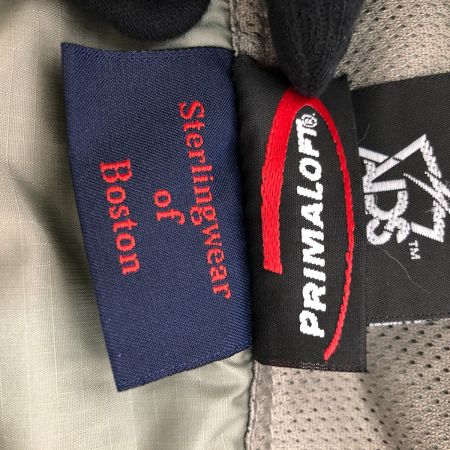 Sterlingwear
of
Boston
PRIMALOFT®
ADS™